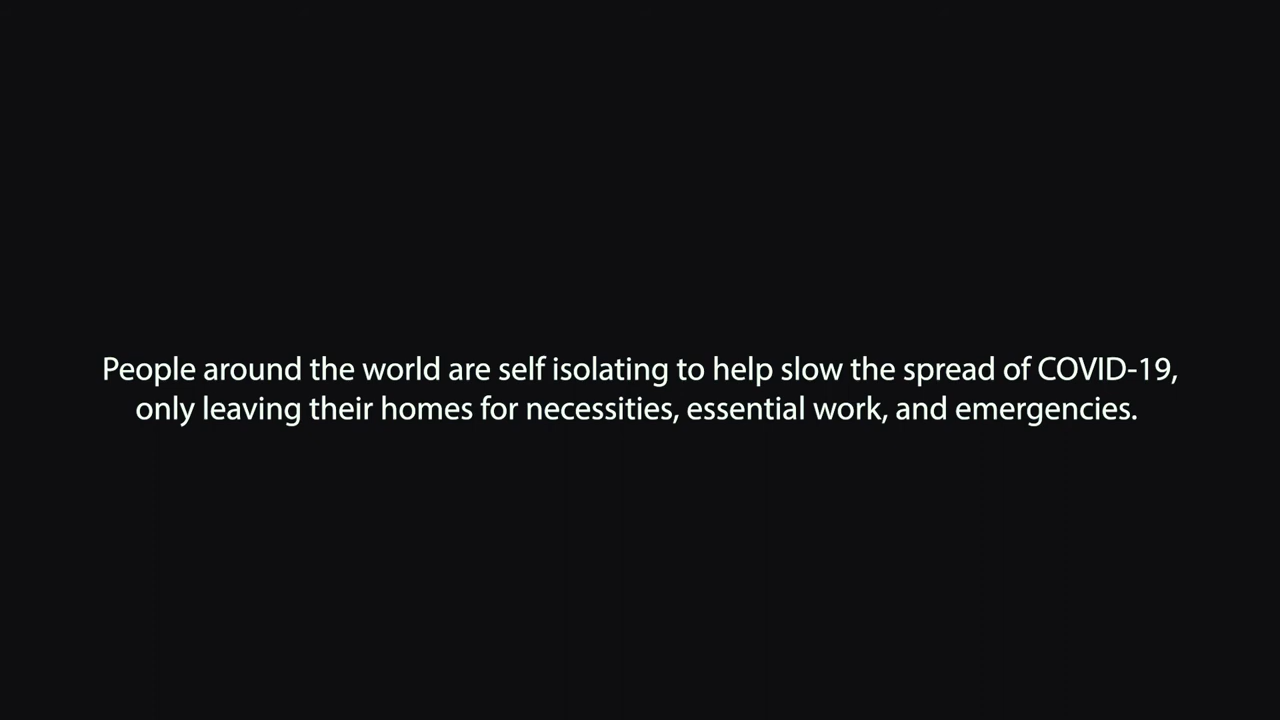 People around the world are self isolating to help slow the spread of COVID-19,
only leaving their homes for necessities, essential work, and emergencies.